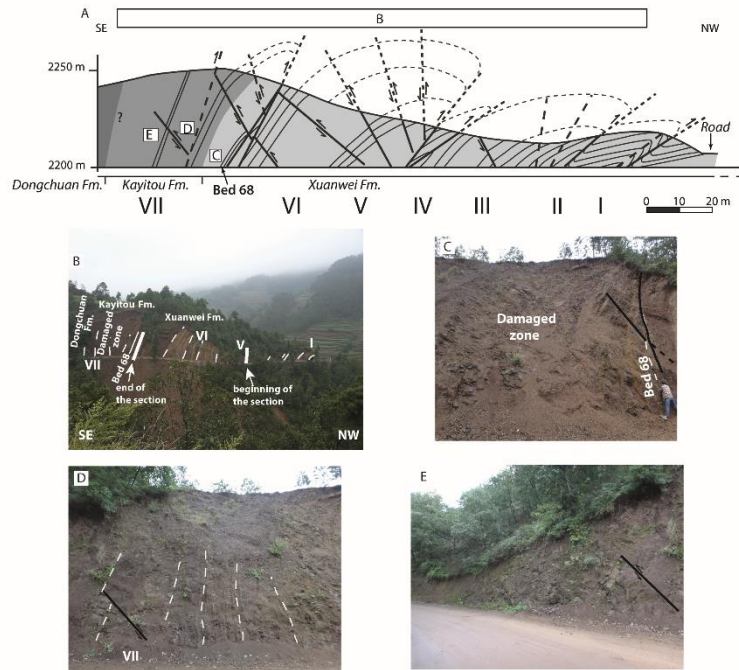 A
SE
B
NW
2250 m
2200 m
?
E
D
C
Road
Bed 68
Dongchuan Fm.
Kayitou Fm.
Xuanwei Fm.
VII
VI
V
IV
III
II
I
0 10 20 m
B
Dongchuan
Fm.
Kayitou Fm.
Damaged
zone
Xuanwei Fm.
VI
VII
Bed 68
V
I
end of
the section
beginning of
the section
SE
NW
C
Damaged
zone
Bed 68
D
VII
E